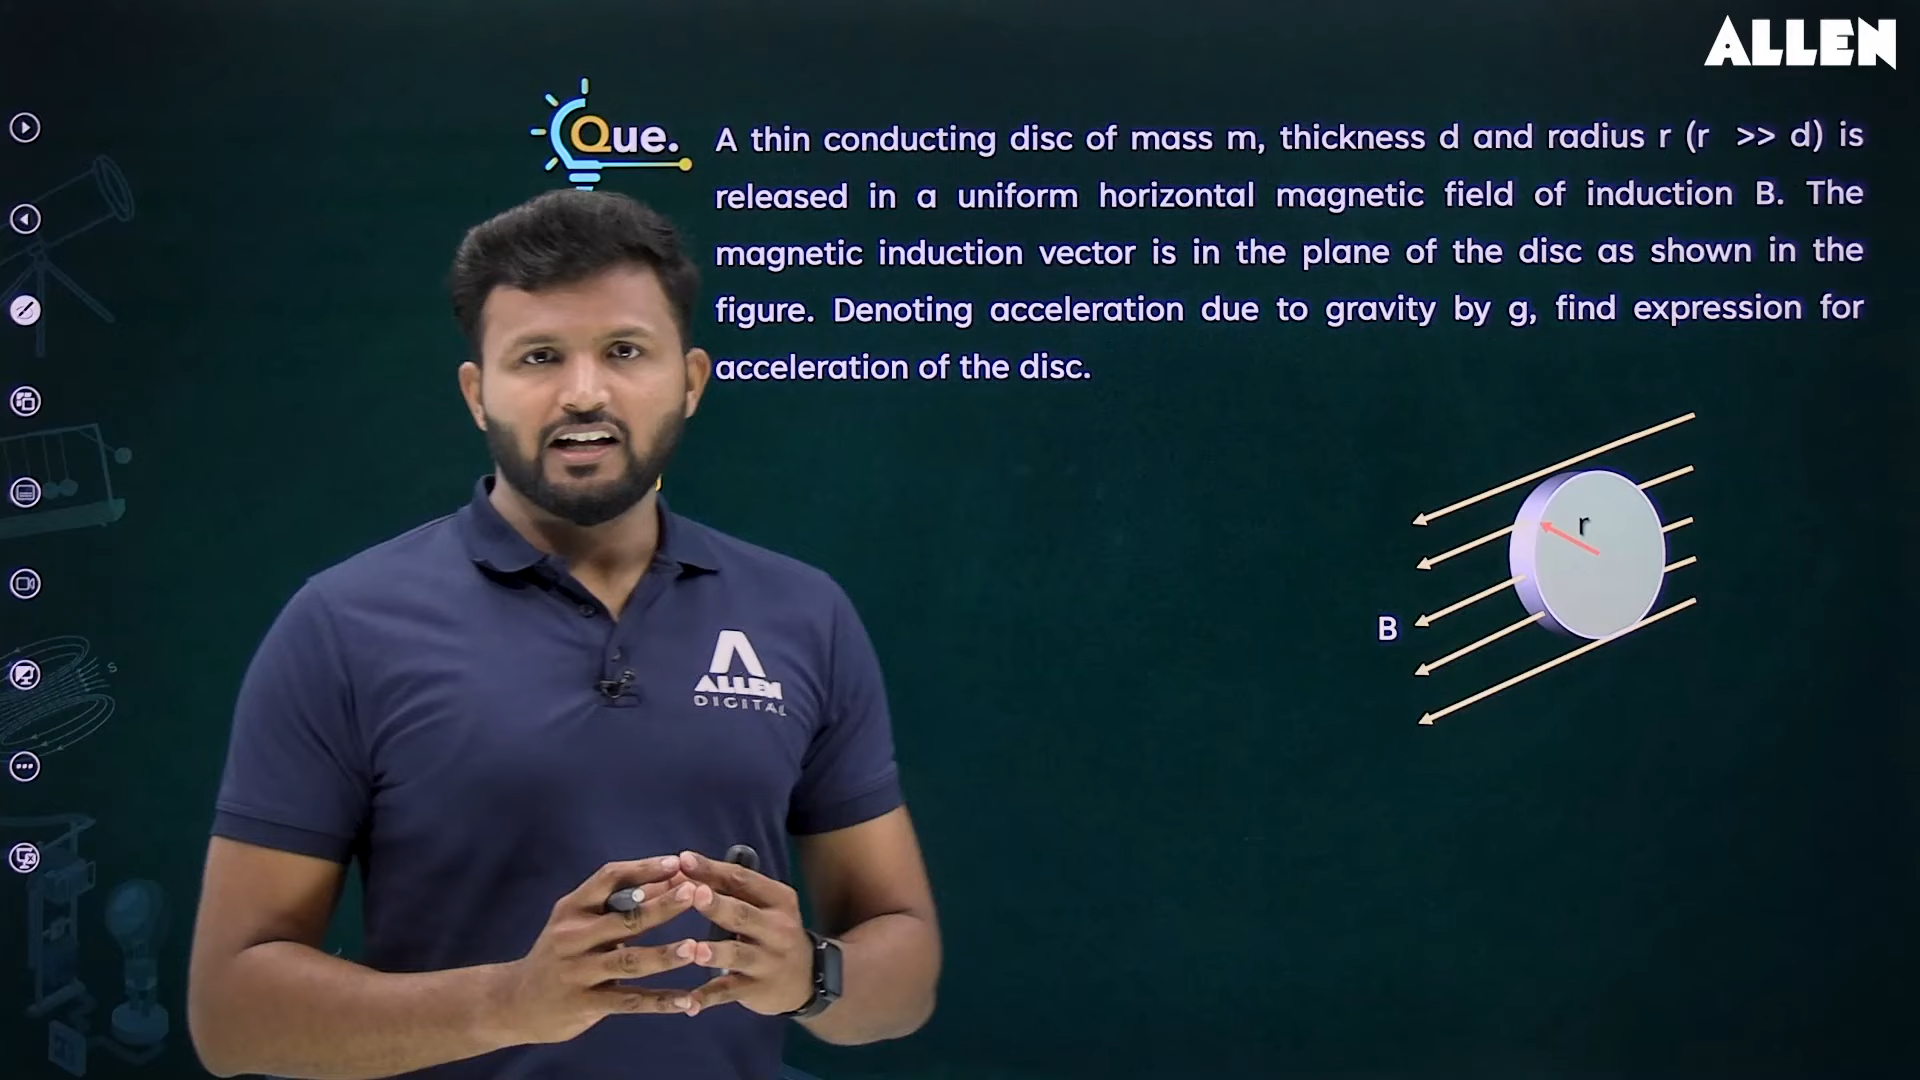 ALLEN
Que. A thin conducting disc of mass m, thickness d and radius r (r >> d) is
released in a uniform horizontal magnetic field of induction B. The
magnetic induction vector is in the plane of the disc as shown in the
figure. Denoting acceleration due to gravity by g, find expression for
acceleration of the disc.
r
B
S
ALLEN
DIGITAL